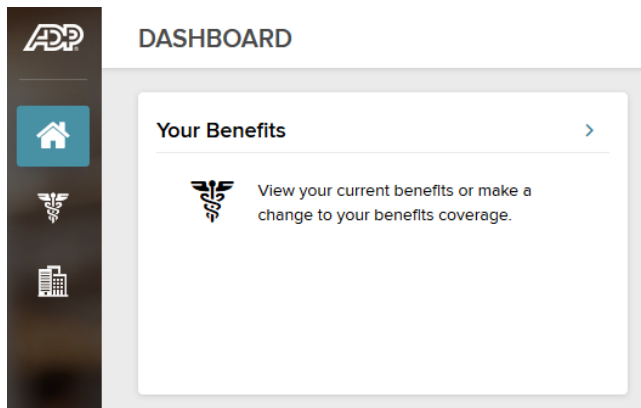 ADP
DASHBOARD
Your Benefits
View your current benefits or make a
change to your benefits coverage.